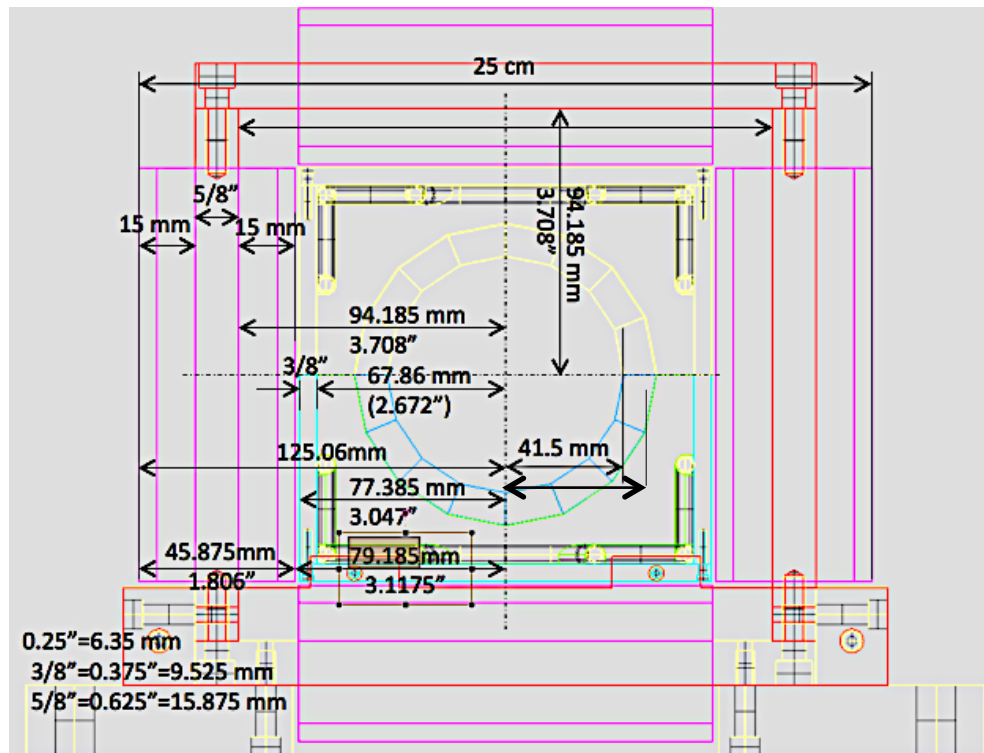 25 cm
5/8”
15 mm
15 mm
94.185 mm
3.708”
94.185 mm
3.708”
3/8”
67.86 mm
(2.672”)
125.06mm
41.5 mm
77.385 mm
3.047”
45.875mm
1.806”
79.185mm
3.1175”
0.25”=6.35 mm
3/8”=0.375”=9.525 mm
5/8”=0.625”=15.875 mm